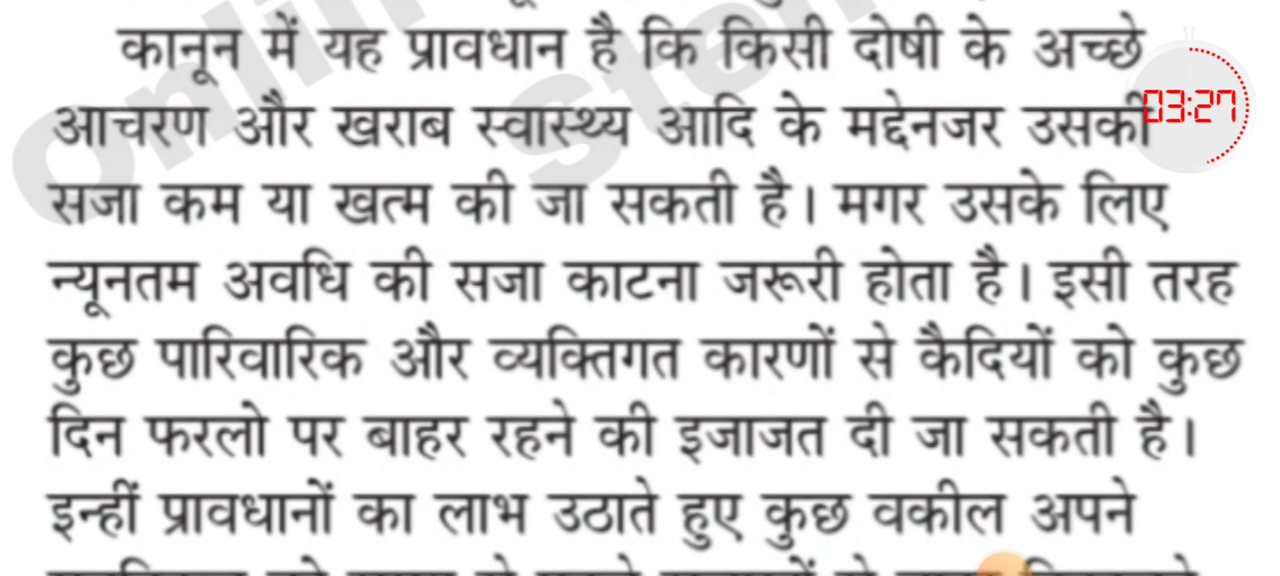 कानून में यह प्रावधान है कि किसी दोषी के अच्छे
आचरण और खराब स्वास्थ्य आदि के मद्देनजर उसकी
03:27
सजा कम या खत्म की जा सकती है। मगर उसके लिए
न्यूनतम अवधि की सजा काटना जरूरी होता है। इसी तरह
कुछ पारिवारिक और व्यक्तिगत कारणों से कैदियों को कुछ
दिन फरलो पर बाहर रहने की इजाजत दी जा सकती है।
इन्हीं प्रावधानों का लाभ उठाते हुए कुछ वकील अपने